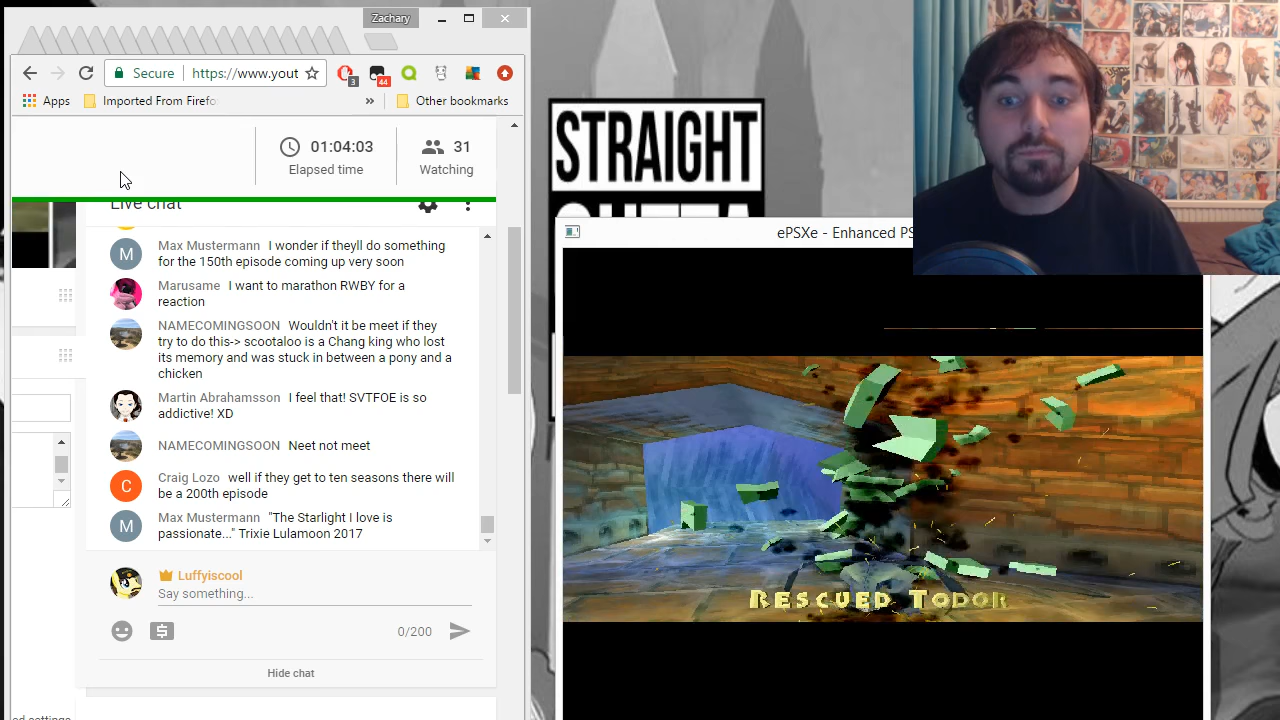 Zachary
Secure https://www.yout
3
44
Apps Imported From Firefo » Other bookmarks
01:04:03
Elapsed time
31
Watching
Live chat
Max Mustermann I wonder if theyll do something
for the 150th episode coming up very soon
Marusame I want to marathon RWBY for a
reaction
NAMECOMINGSOON Wouldn't it be meet if they
try to do this-> scootaloo is a Chang king who lost
its memory and was stuck in between a pony and a
chicken
Martin Abrahamsson I feel that! SVTFOE is so
addictive! XD
NAMECOMINGSOON Neet not meet
Craig Lozo well if they get to ten seasons there will
be a 200th episode
Max Mustermann "The Starlight I love is
passionate..." Trixie Lulamoon 2017
Luffyiscool
Say something...
0/200
Hide chat
ed settings
STRAIGHT
OUTTA
ePSXe - Enhanced PS
RESCUED TODOR